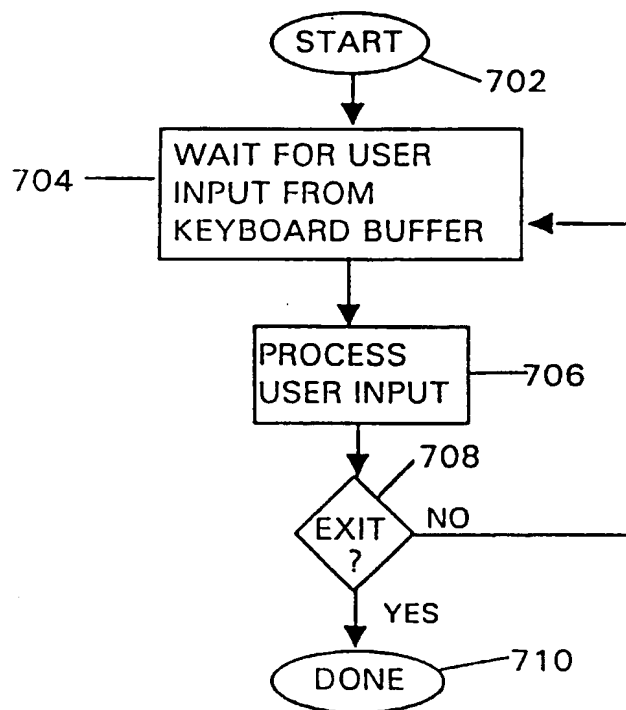 START
702
704
WAIT FOR USER
INPUT FROM
KEYBOARD BUFFER
PROCESS
USER INPUT
706
708
EXIT
?
NO
YES
DONE
710